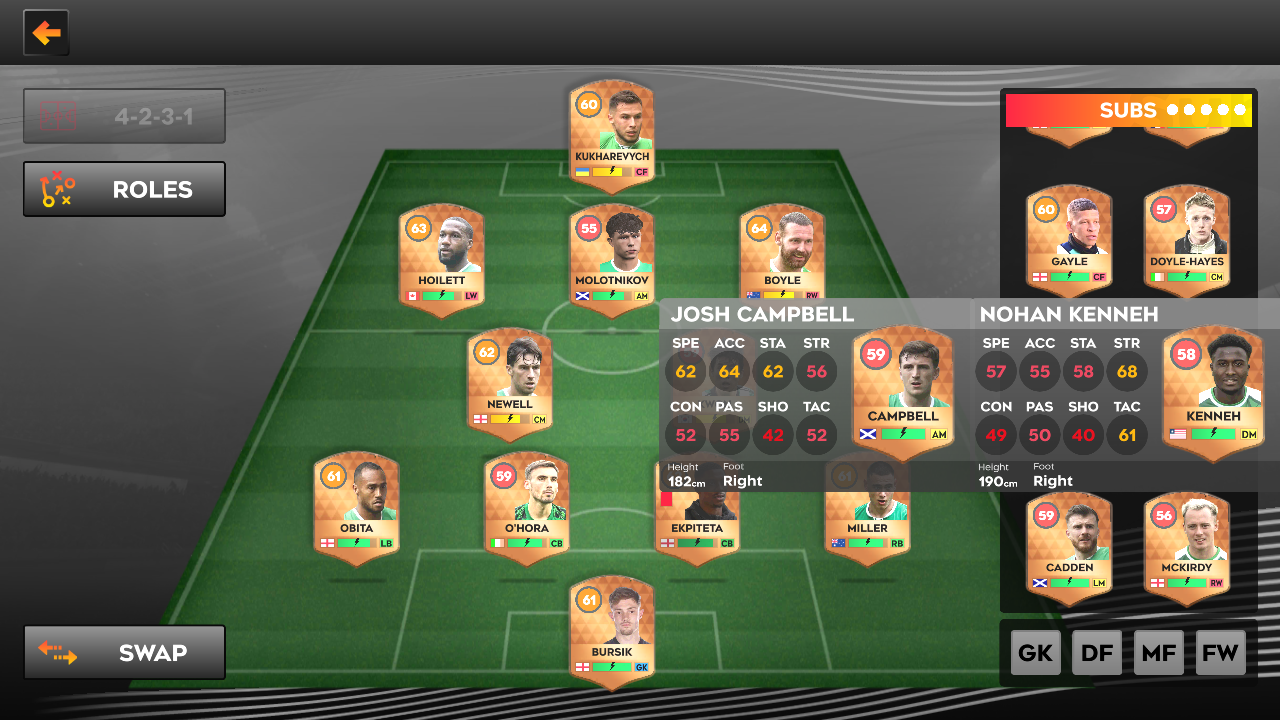 4-2-3-1
ROLES
SUBS
60
KUKHAREVYCH
CF
63
HOILETT
LW
55
MOLOTNIKOV
AM
64
BOYLE
RW
60
GAYLE
CF
57
DOYLE-HAYES
CM
JOSH CAMPBELL
SPE ACC STA STR
62 64 62 56
CON PAS SHO TAC
52 55 42 52
Height Foot
182cm Right
59
CAMPBELL
AM
NOHAN KENNEH
SPE ACC STA STR
57 55 58 68
CON PAS SHO TAC
49 50 40 61
Height Foot
190cm Right
58
KENNEH
DM
62
NEWELL
CM
61
OBITA
LB
59
O'HORA
CB
EKPITETA
CB
61
MILLER
RB
59
CADDEN
LM
56
MCKIRDY
RW
61
BURSIK
GK
SWAP
GK DF MF FW